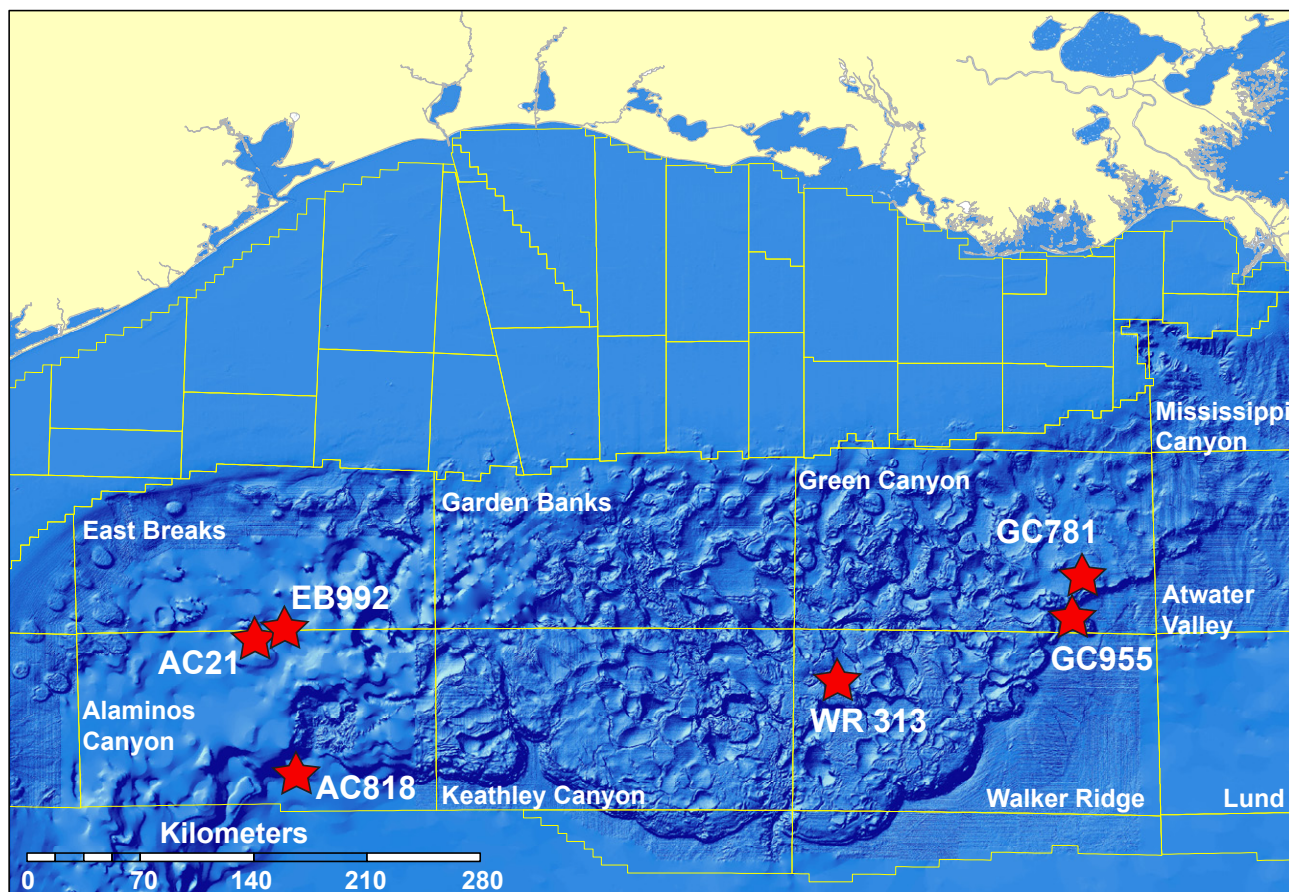 Mississippi
Canyon
Green Canyon
Garden Banks
East Breaks
GC781
EB992
Atwater
Valley
AC21
GC955
WR 313
Alaminos
Canyon
AC818
Keathley Canyon
Walker Ridge
Lund
Kilometers
0 70 140 210 280